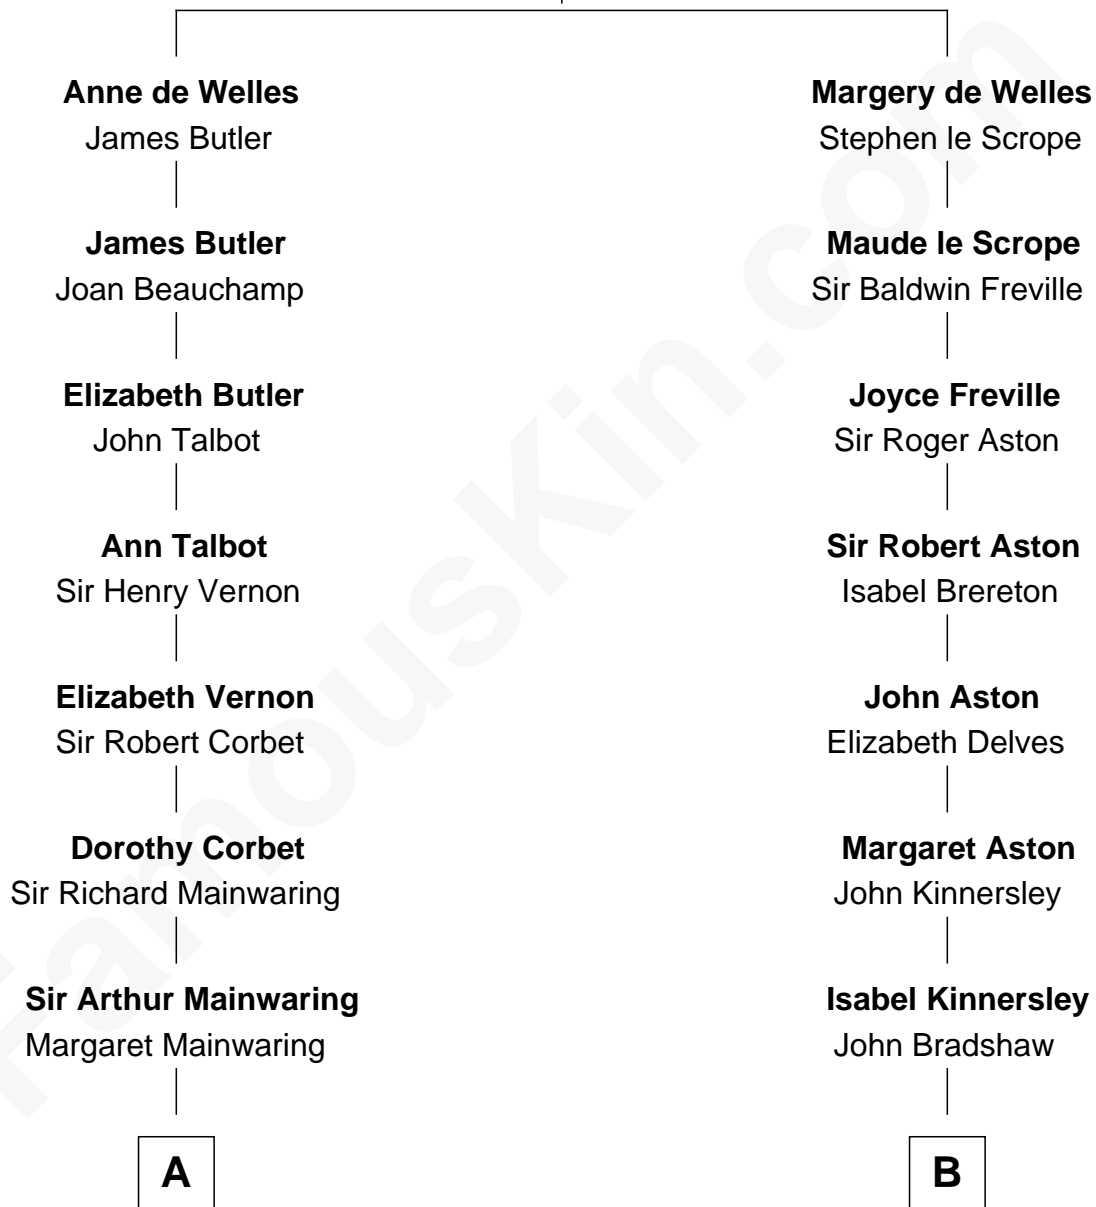 Anne de Welles
James Butler
James Butler
Joan Beauchamp
Elizabeth Butler
John Talbot
Ann Talbot
Sir Henry Vernon
Elizabeth Vernon
Sir Robert Corbet
Dorothy Corbet
Sir Richard Mainwaring
Sir Arthur Mainwaring
Margaret Mainwaring
A
Margery de Welles
Stephen le Scrope
Maude le Scrope
Sir Baldwin Freville
Joyce Freville
Sir Roger Aston
Sir Robert Aston
Isabel Brereton
John Aston
Elizabeth Delves
Margaret Aston
John Kinnersley
Isabel Kinnersley
John Bradshaw
B
FamousKin.com